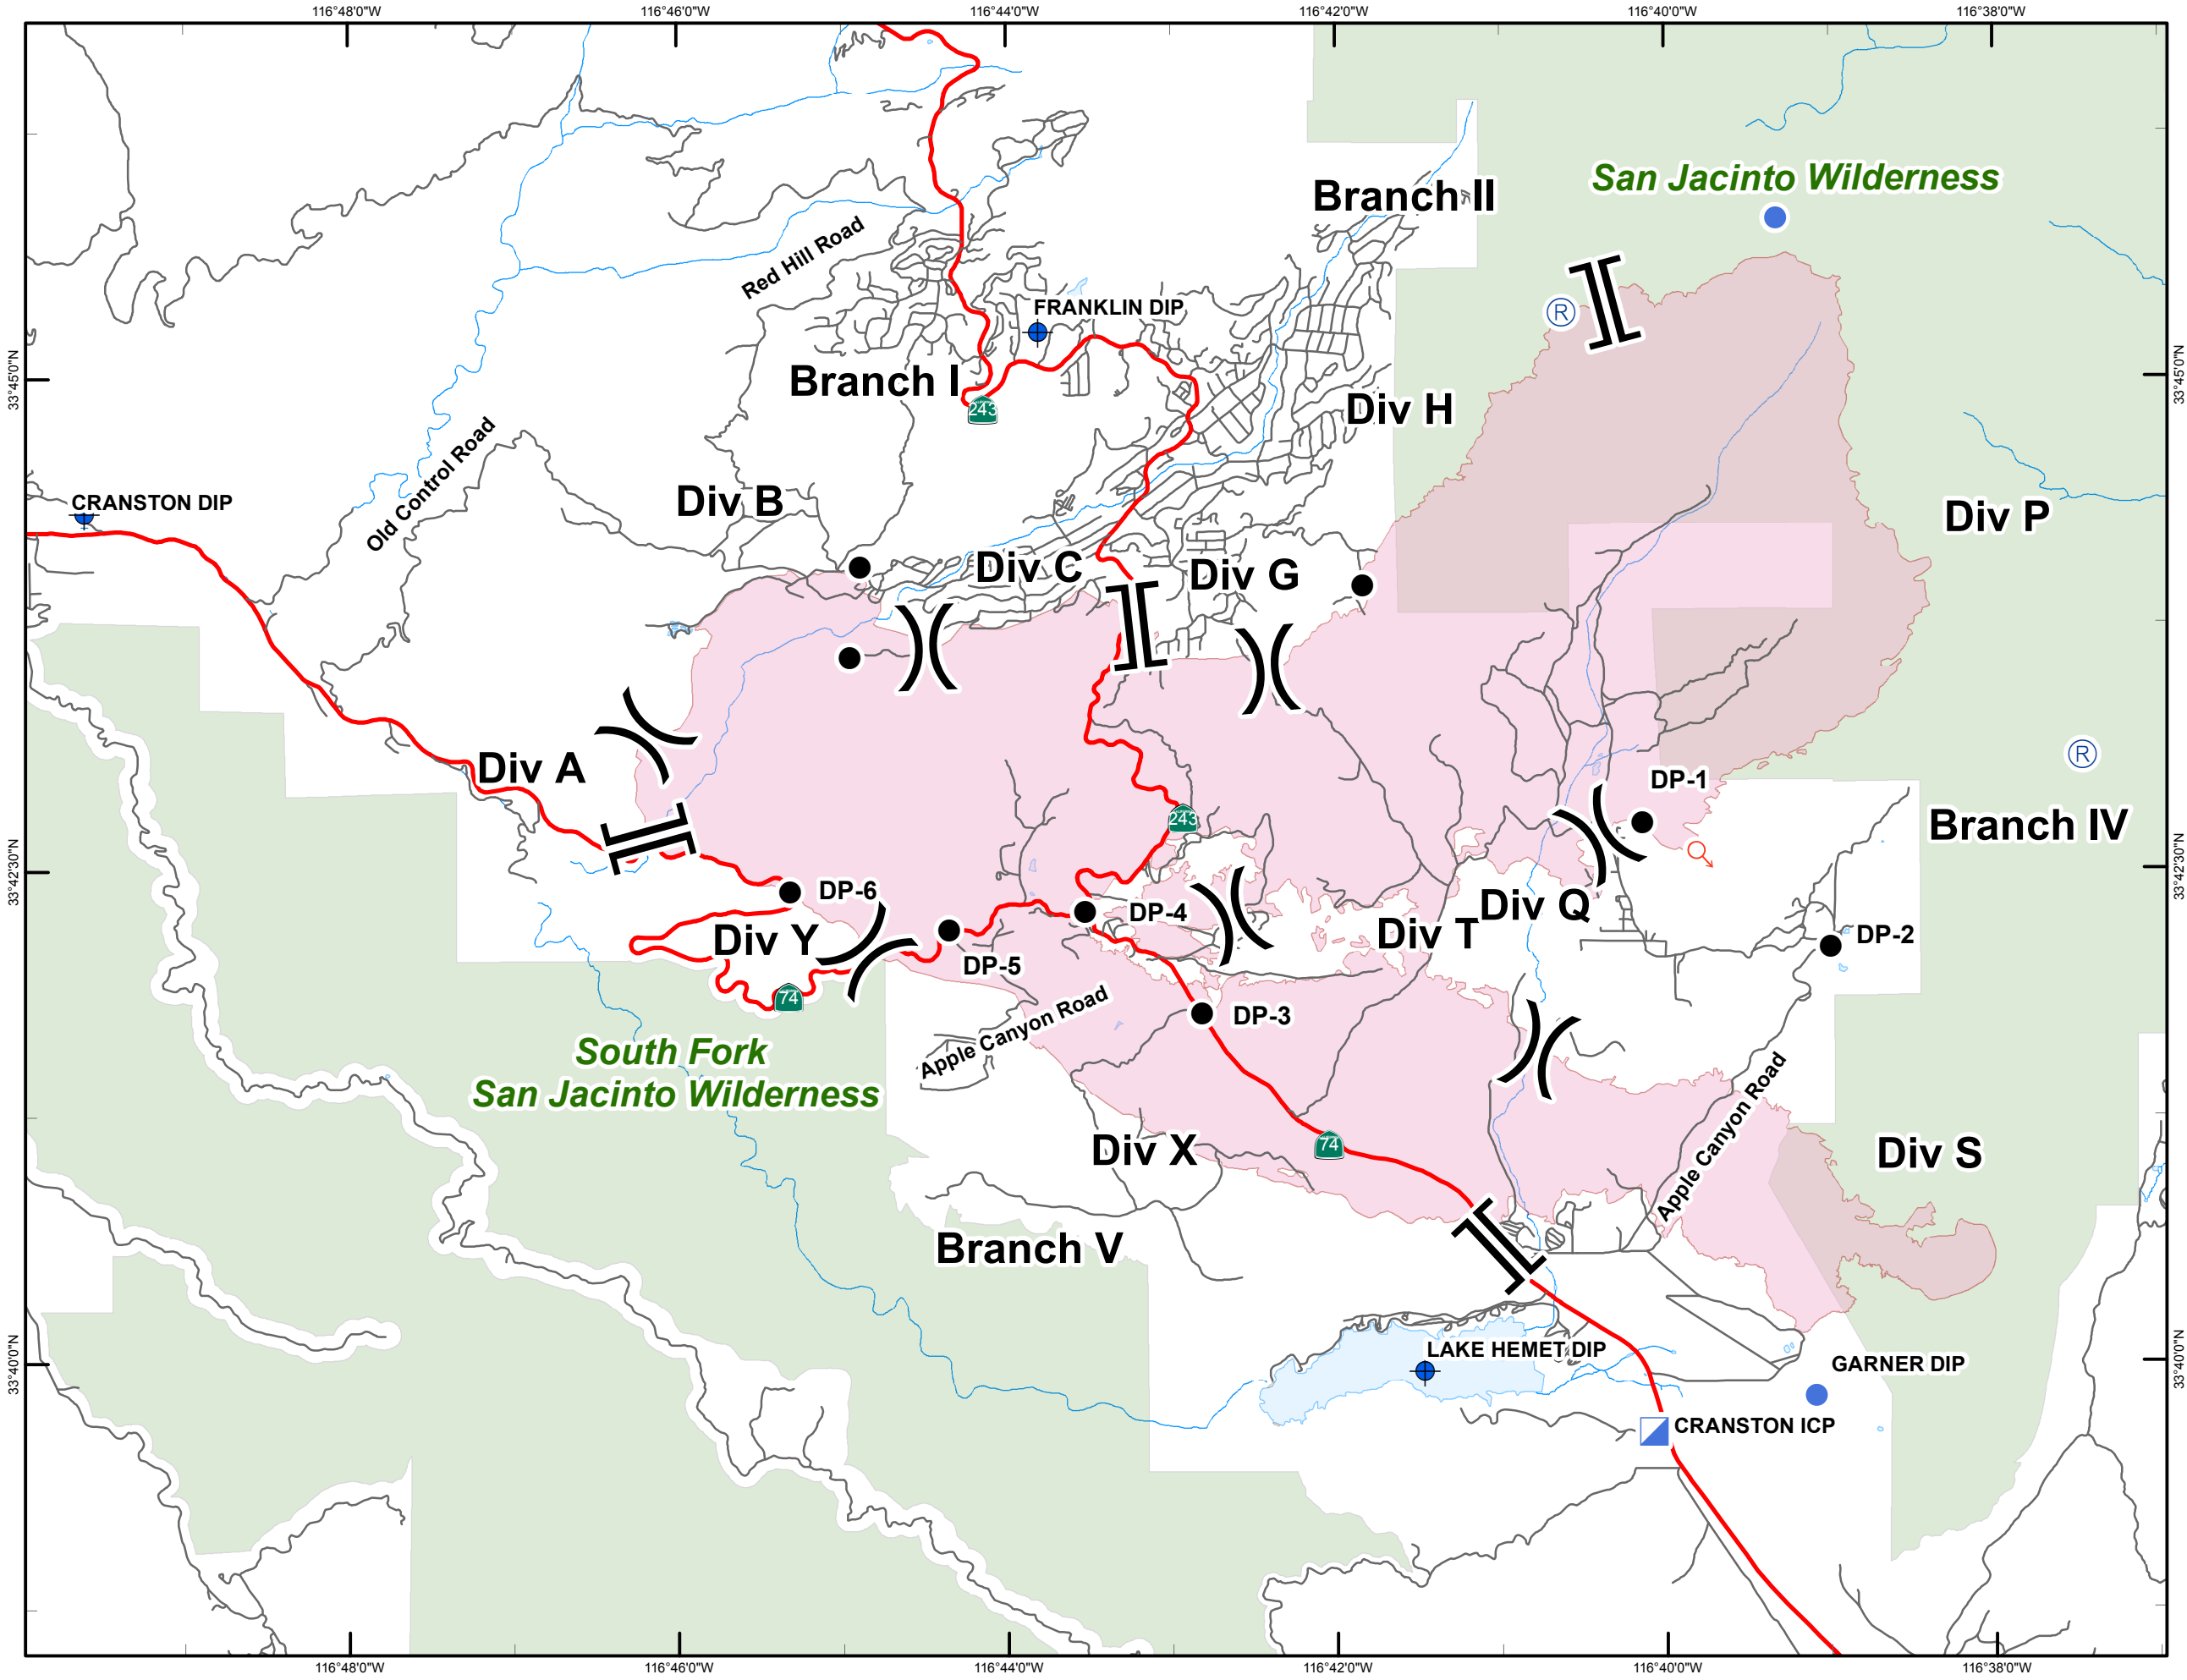 116°48'0"W
116°46'0"W
116°44'0"W
116°42'0"W
116°40'0"W
116°38'0"W
San Jacinto Wilderness
Branch II
Red Hill Road
FRANKLIN DIP
R
33°45'0"N
33°45'0"N
Branch I
243
Div H
Old Control Road
CRANSTON DIP
Div B
Div P
Div C
Div G
Div A
DP-1
243
Branch IV
33°42'30"N
33°42'30"N
R
DP-6
DP-4
Div Q
Div Y
Div T
DP-2
DP-5
74
Apple Canyon Road
DP-3
South Fork
San Jacinto Wilderness
Apple Canyon Road
Div X
74
Div S
Branch V
LAKE HEMET DIP
GARNER DIP
33°40'0"N
33°40'0"N
CRANSTON ICP
116°48'0"W
116°46'0"W
116°44'0"W
116°42'0"W
116°40'0"W
116°38'0"W